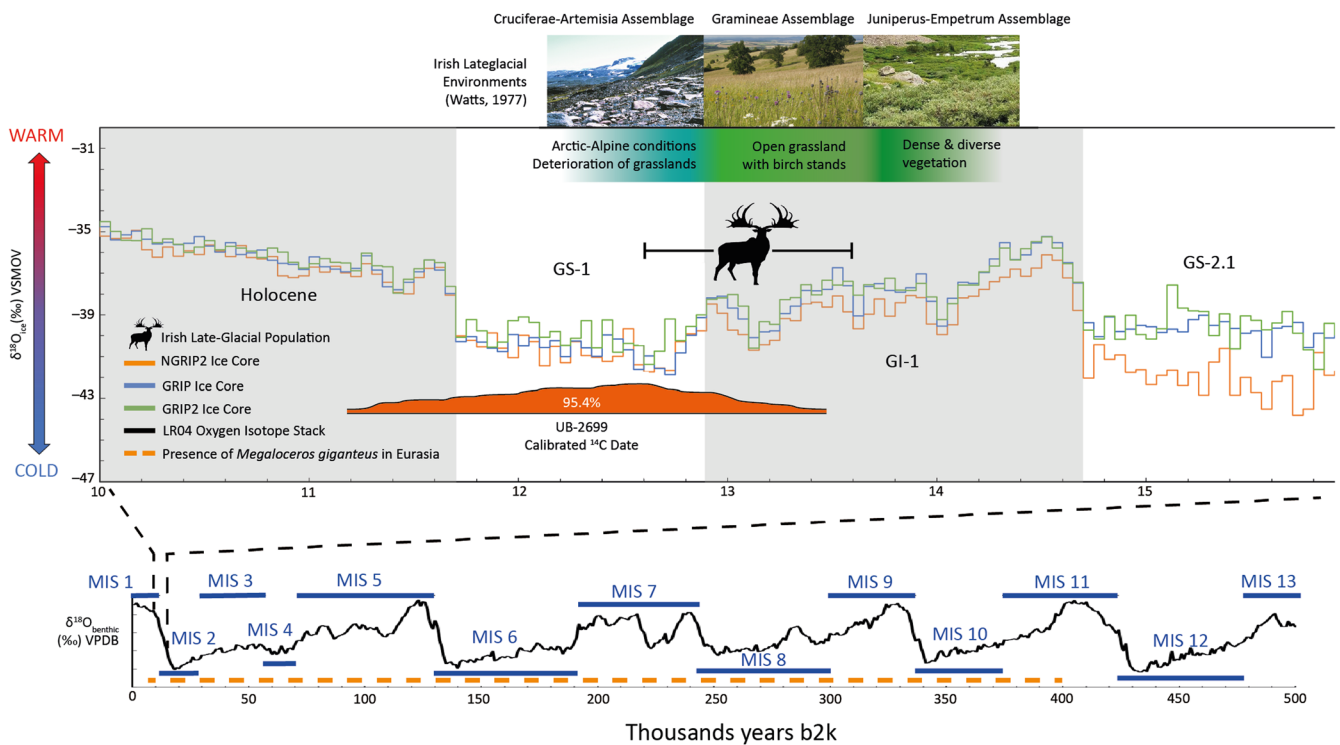 Cruciferae-Artemisia Assemblage
Gramineae Assemblage
Juniperus-Empetrum Assemblage
Irish Lateglacial
Environments
(Watts, 1977)
WARM
δ¹⁸O ice (‰) VSMOV
COLD
−31
−35
−39
−43
−47
Arctic-Alpine conditions
Deterioration of grasslands
Open grassland
with birch stands
Dense & diverse
vegetation
Holocene
GS-1
GI-1
GS-2.1
Irish Late-Glacial Population
NGRIP2 Ice Core
GRIP Ice Core
GRIP2 Ice Core
LR04 Oxygen Isotope Stack
Presence of Megaloceros giganteus in Eurasia
95.4%
UB-2699
Calibrated ¹⁴C Date
10
11
12
13
14
15
MIS 1
MIS 2
MIS 3
MIS 4
MIS 5
MIS 6
MIS 7
MIS 8
MIS 9
MIS 10
MIS 11
MIS 12
MIS 13
δ¹⁸O benthic
(‰) VPDB
0
50
100
150
200
250
300
350
400
450
500
Thousands years b2k